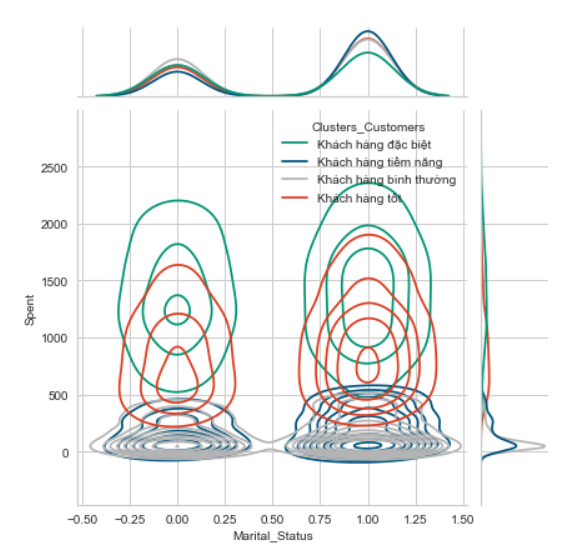 Clusters_Customers
Khách hàng đặc biệt
Khách hàng tiềm năng
Khách hàng bình thường
Khách hàng tốt
2500
2000
1500
1000
500
0
Spent
−0.50 −0.25 0.00 0.25 0.50 0.75 1.00 1.25 1.50
Marital_Status